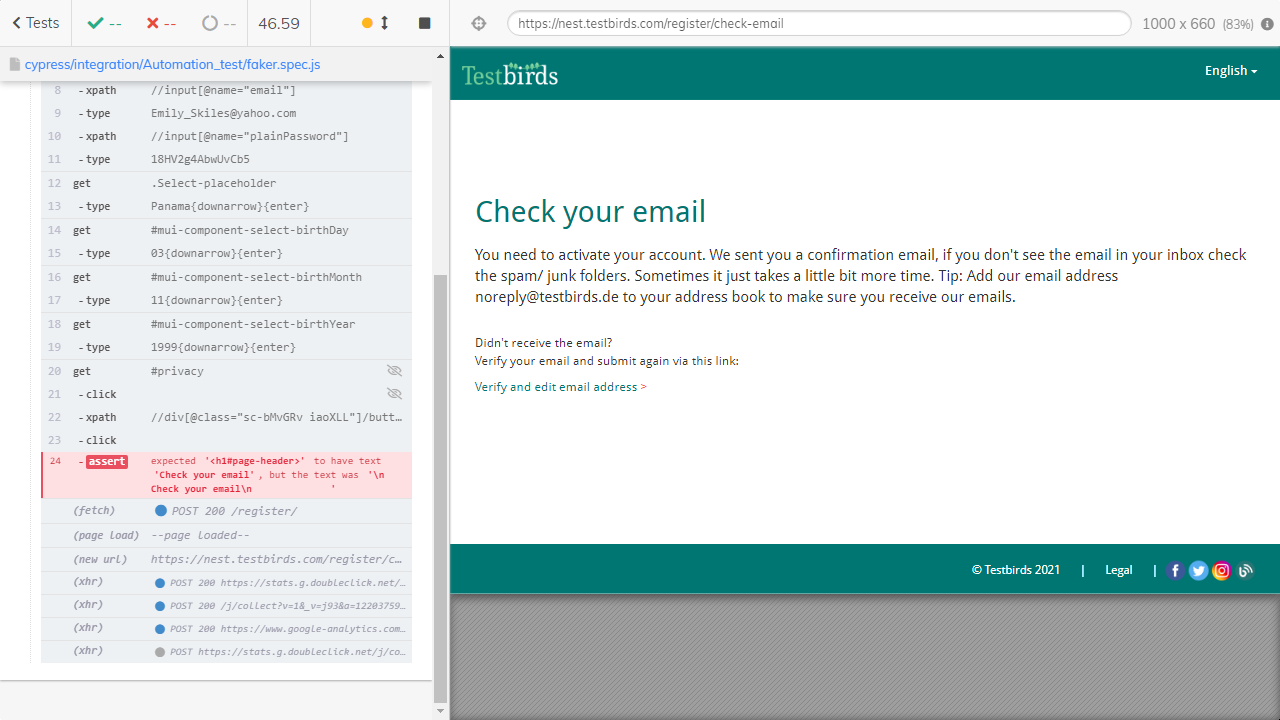 Tests
--
--
--
46.59
https://nest.testbirds.com/register/check-email
1000 x 660 (83%)
cypress/integration/Automation_test/faker.spec.js
8 - xpath //input[@name="email"]
9 - type Emily_Skiles@yahoo.com
10 - xpath //input[@name="plainPassword"]
11 - type 18HV2g4AbwUvCb5
12 get .Select-placeholder
13 - type Panama{downarrow}{enter}
14 get #mui-component-select-birthDay
15 - type 03{downarrow}{enter}
16 get #mui-component-select-birthMonth
17 - type 11{downarrow}{enter}
18 get #mui-component-select-birthYear
19 - type 1999{downarrow}{enter}
20 get #privacy
21 - click
22 - xpath //div[@class="sc-bMvGRv iaoXLL"]/butt…
23 - click
24 - assert expected '<h1#page-header>' to have text
'Check your email', but the text was '\n
Check your email\n '
(fetch) POST 200 /register/
(page load) --page loaded--
(new url) https://nest.testbirds.com/register/c…
(xhr) POST 200 https://stats.g.doubleclick.net/…
(xhr) POST 200 /j/collect?v=1&_v=j93&a=12203759…
(xhr) POST 200 https://www.google-analytics.com…
(xhr) POST https://stats.g.doubleclick.net/j/co…
Testbirds
English
Check your email
You need to activate your account. We sent you a confirmation email, if you don't see the email in your inbox check
the spam/ junk folders. Sometimes it just takes a little bit more time. Tip: Add our email address
noreply@testbirds.de to your address book to make sure you receive our emails.
Didn't receive the email?
Verify your email and submit again via this link:
Verify and edit email address >
© Testbirds 2021 | Legal |